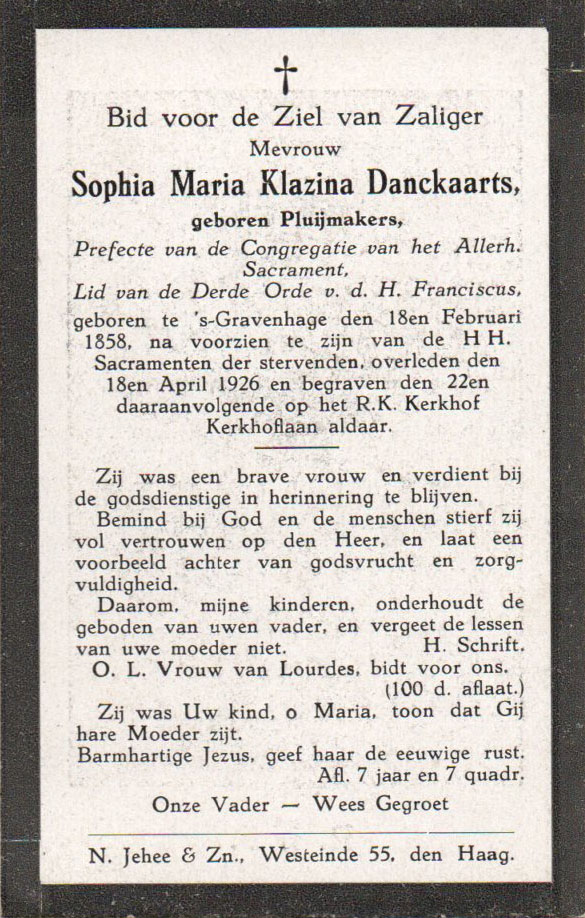 Bid voor de Ziel van Zaliger
Mevrouw
Sophia Maria Klazina Danckaarts,
geboren Pluijmakers,
Prefecte van de Congregatie van het Allerh.
Sacrament,
Lid van de Derde Orde v. d. H. Franciscus,
geboren te 's-Gravenhage den 18en Februari
1858, na voorzien te zijn van de H H.
Sacramenten der stervenden, overleden den
18en April 1926 en begraven den 22en
daaraanvolgende op het R.K. Kerkhof
Kerkhoflaan aldaar.
Zij was een brave vrouw en verdient bij
de godsdienstige in herinnering te blijven.
Bemind bij God en de menschen stierf zij
vol vertrouwen op den Heer, en laat een
voorbeeld achter van godsvrucht en zorg-
vuldigheid.
Daarom, mijne kinderen, onderhoudt de
geboden van uwen vader, en vergeet de lessen
van uwe moeder niet. H. Schrift.
O. L. Vrouw van Lourdes, bidt voor ons.
(100 d. aflaat.)
Zij was Uw kind, o Maria, toon dat Gij
hare Moeder zijt.
Barmhartige Jezus, geef haar de eeuwige rust.
Afl. 7 jaar en 7 quadr.
Onze Vader — Wees Gegroet
N. Jehee & Zn., Westeinde 55, den Haag.